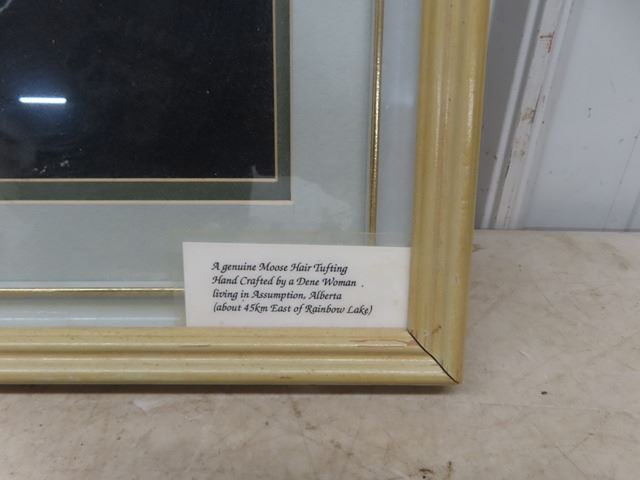 A genuine Moose Hair Tufting
Hand Crafted by a Dene Woman
living in Assumption, Alberta
(about 45km East of Rainbow Lake)